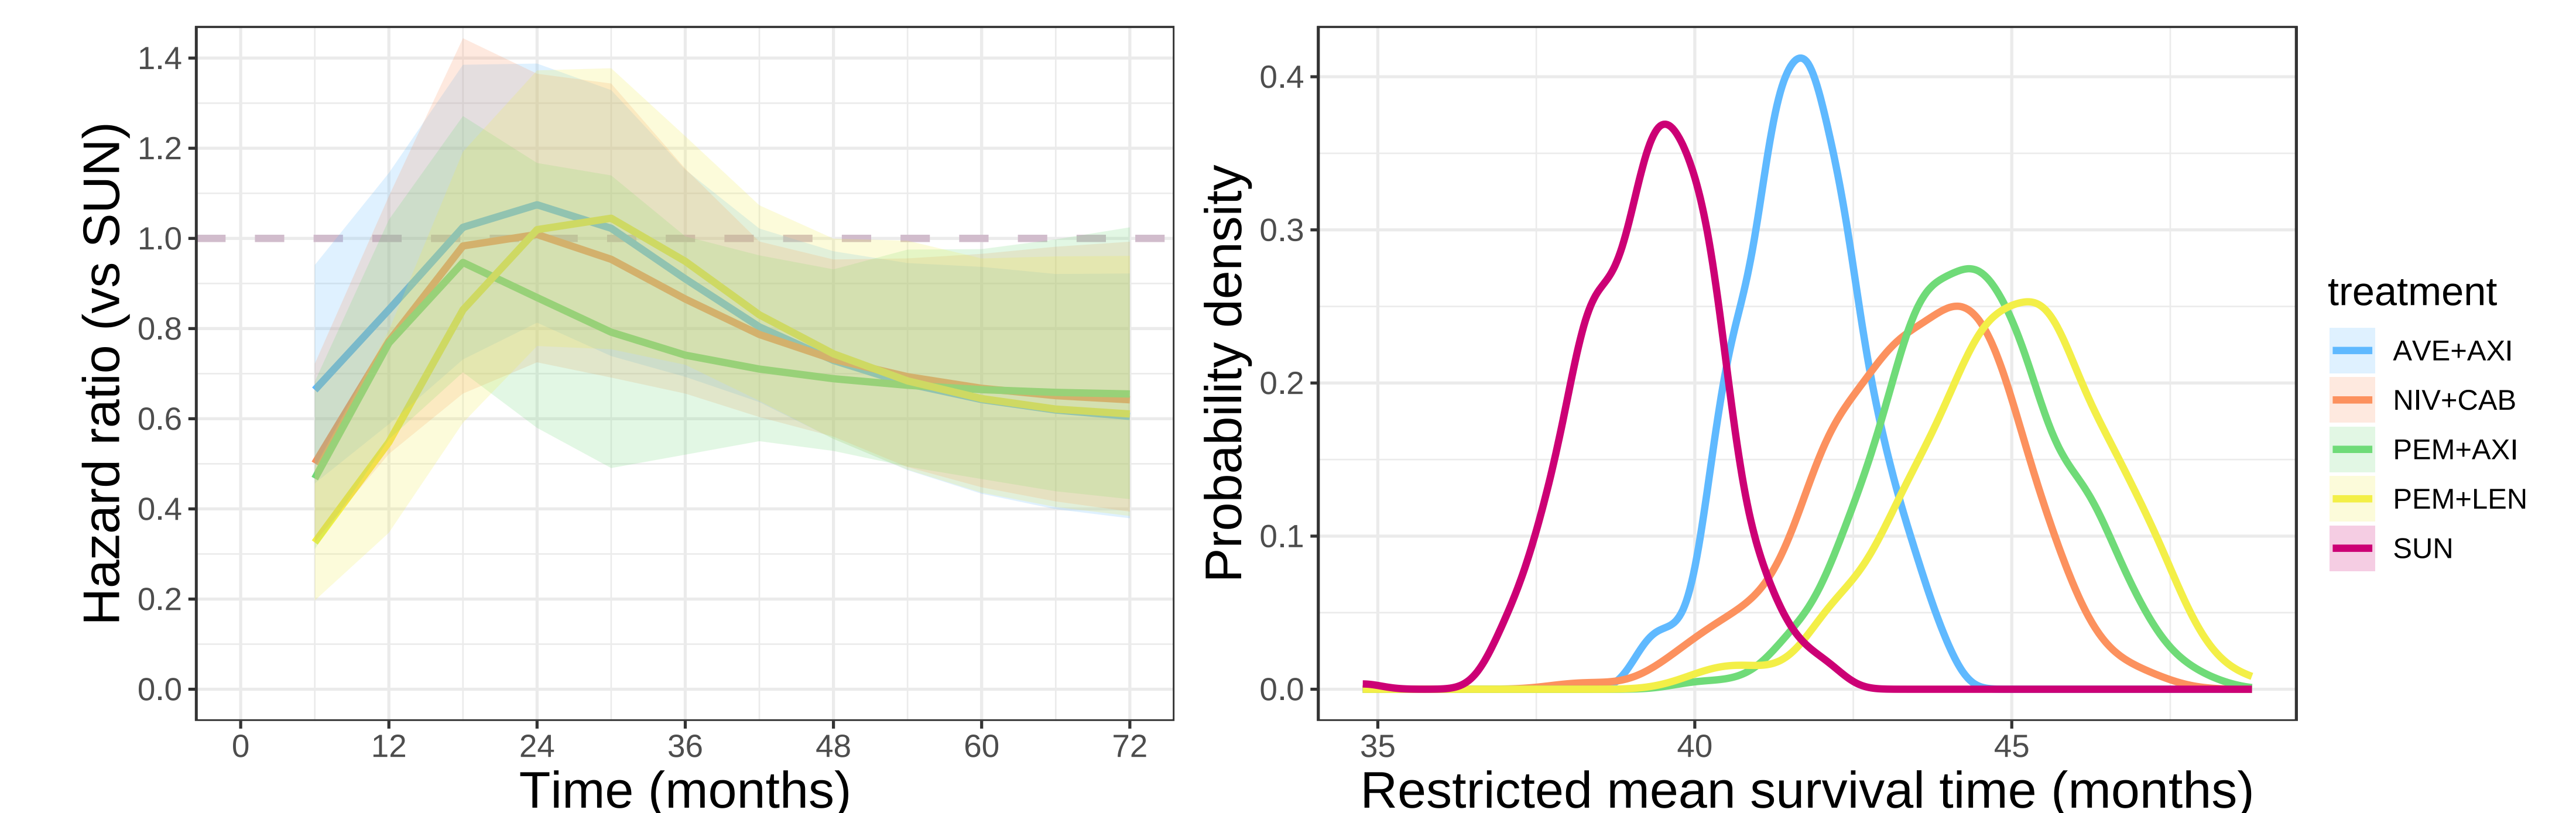 Hazard ratio (vs SUN)
1.4
1.2
1.0
0.8
0.6
0.4
0.2
0.0
0 12 24 36 48 60 72
Time (months)
Probability density
0.4
0.3
0.2
0.1
0.0
35 40 45
Restricted mean survival time (months)
treatment
AVE+AXI
NIV+CAB
PEM+AXI
PEM+LEN
SUN